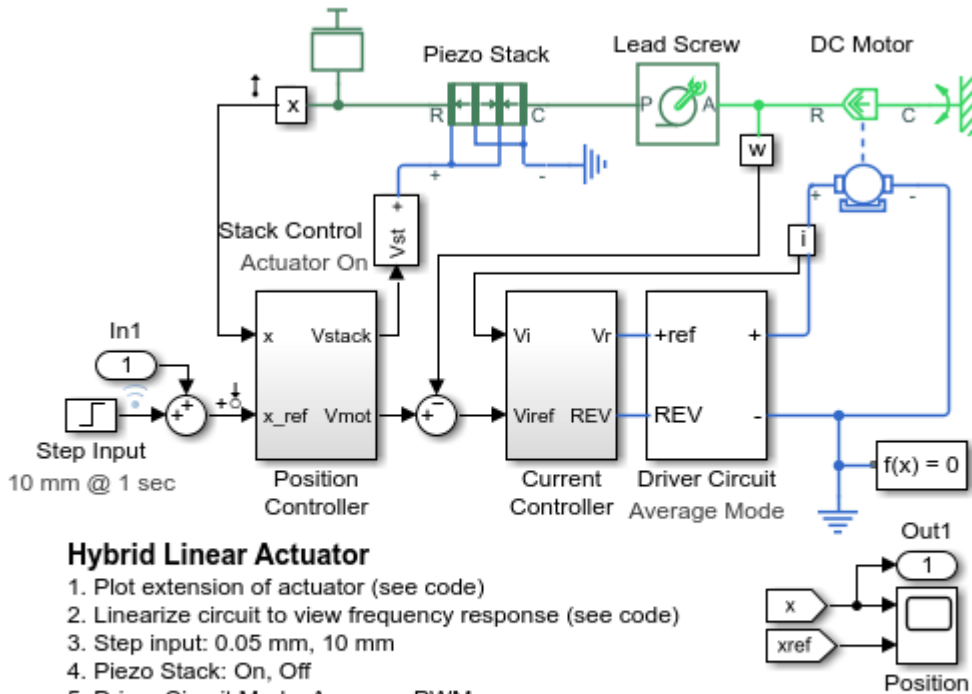 Piezo Stack
Lead Screw
DC Motor
x
R
C
P
A
R
C
w
+
-
+
-
i
Stack Control
Actuator On
+
Vst
In1
1
x
Vstack
x_ref
Vmot
+
+
+
-
+
Vi
Vr
Viref
REV
+ref
+
REV
-
Step Input
10 mm @ 1 sec
Position
Controller
Current
Controller
Driver Circuit
Average Mode
f(x) = 0
Hybrid Linear Actuator
1. Plot extension of actuator (see code)
2. Linearize circuit to view frequency response (see code)
3. Step input: 0.05 mm, 10 mm
4. Piezo Stack: On, Off
Out1
1
x
xref
Position